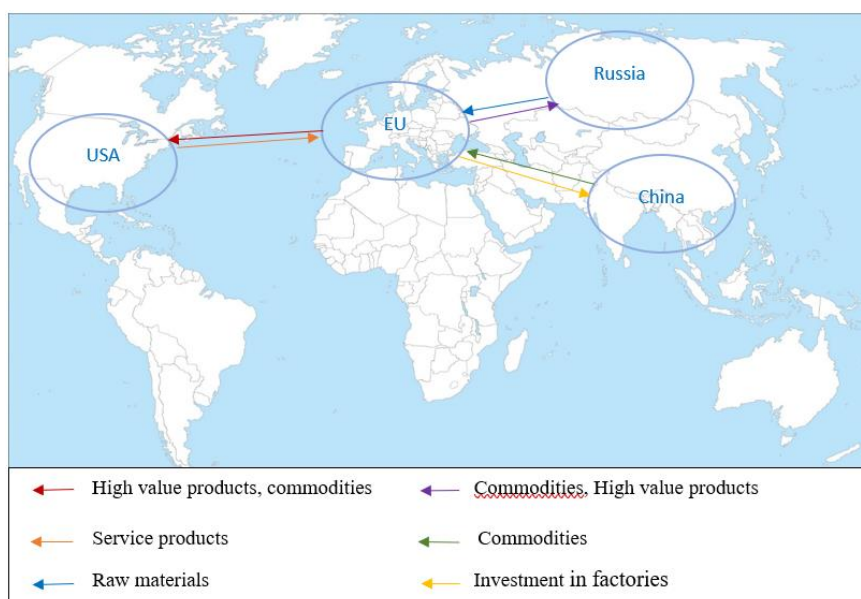 Russia
EU
USA
China
High value products, commodities
Commodities, High value products
Service products
Commodities
Raw materials
Investment in factories